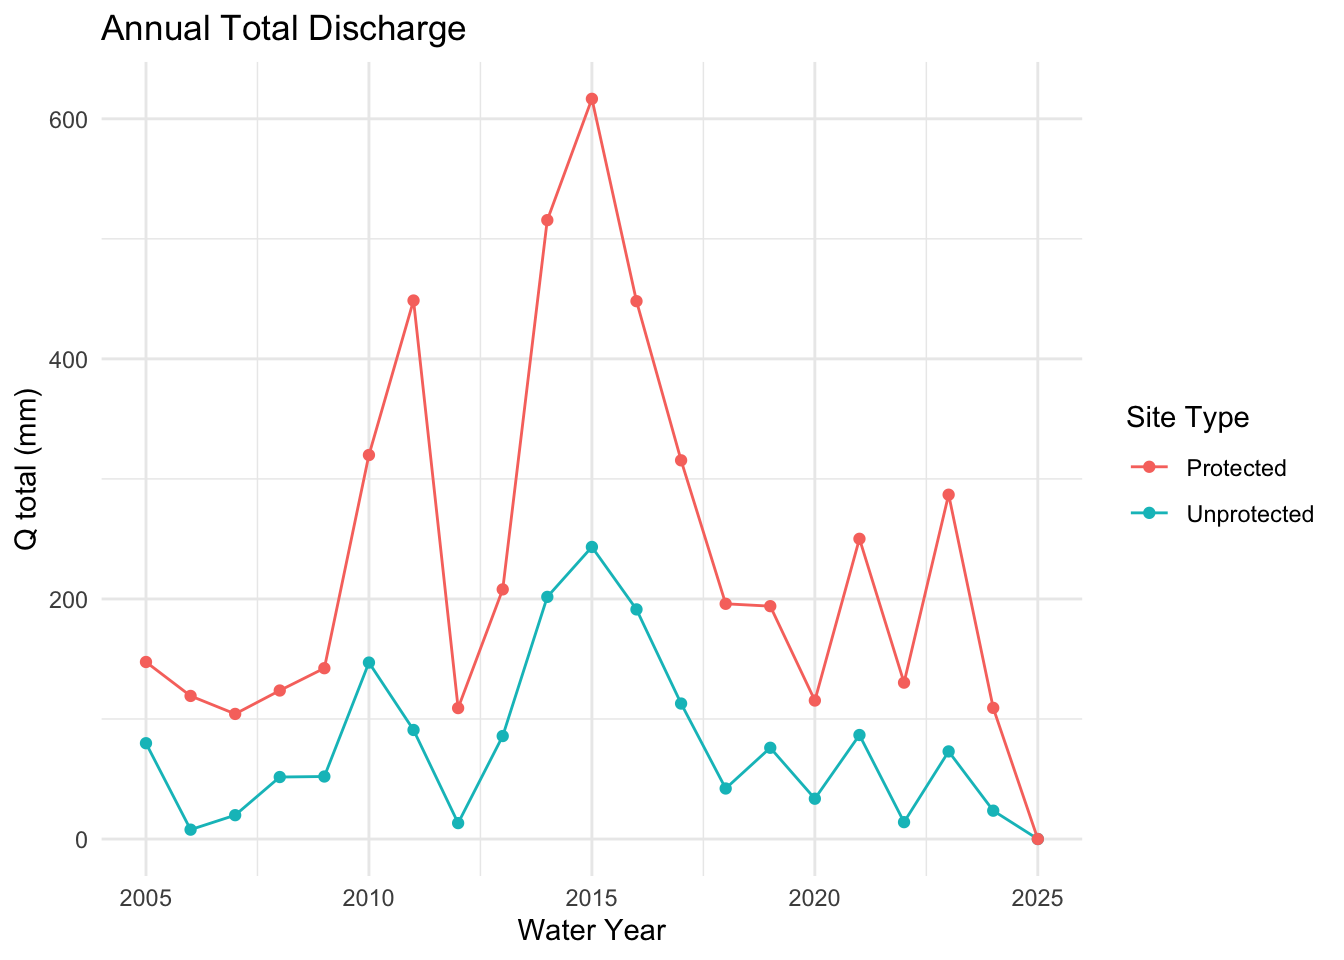 Annual Total Discharge
600
400
200
0
Q total (mm)
2005
2010
2015
2020
2025
Water Year
Site Type
Protected
Unprotected